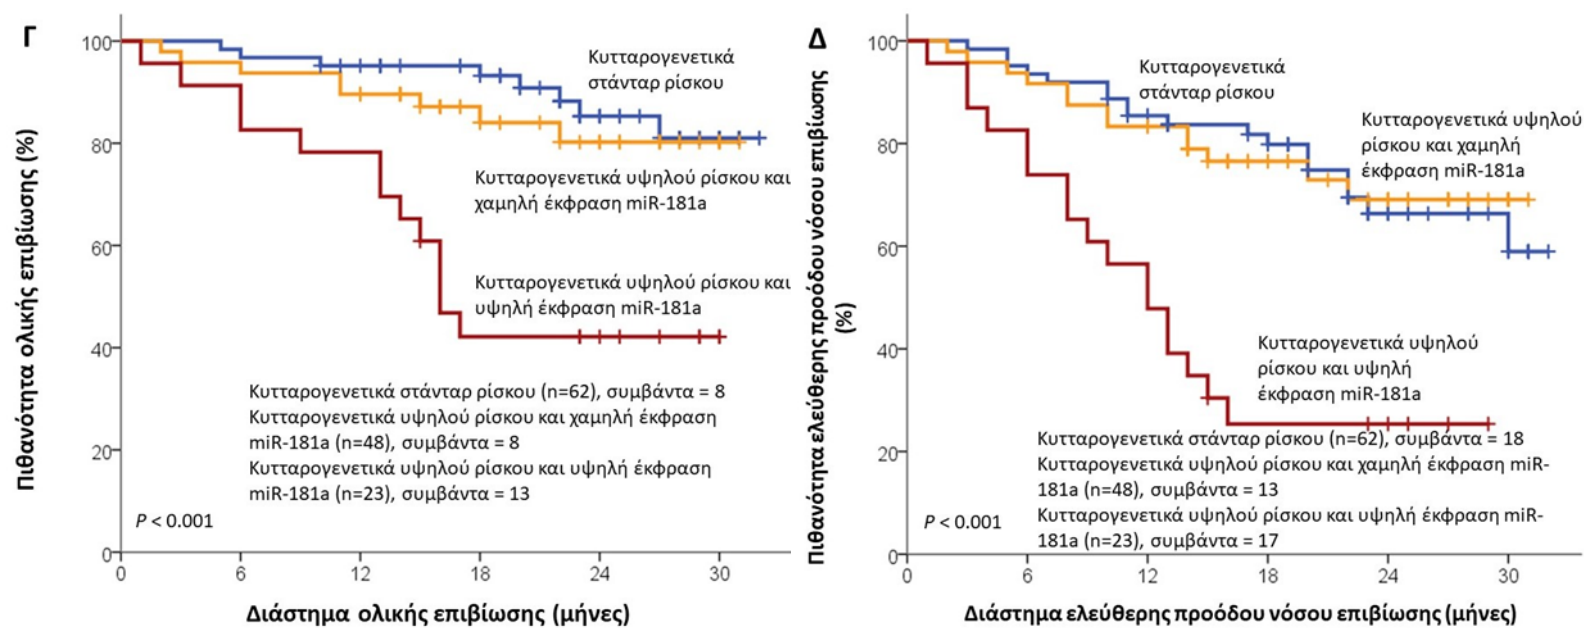 Γ
Πιθανότητα ολικής επιβίωσης (%)
100
80
60
40
20
0
Κυτταρογενετικά
στάνταρ ρίσκου
Κυτταρογενετικά υψηλού ρίσκου και
χαμηλή έκφραση miR-181a
Κυτταρογενετικά υψηλού ρίσκου και
υψηλή έκφραση miR-181a
Κυτταρογενετικά στάνταρ ρίσκου (n=62), συμβάντα = 8
Κυτταρογενετικά υψηλού ρίσκου και χαμηλή έκφραση
miR-181a (n=48), συμβάντα = 8
Κυτταρογενετικά υψηλού ρίσκου και υψηλή έκφραση
miR-181a (n=23), συμβάντα = 13
P < 0.001
0 6 12 18 24 30
Διάστημα ολικής επιβίωσης (μήνες)
Δ
Πιθανότητα ελεύθερης προόδου νόσου επιβίωσης
(%)
100
80
60
40
20
0
Κυτταρογενετικά
στάνταρ ρίσκου
Κυτταρογενετικά υψηλού
ρίσκου και χαμηλή
έκφραση miR-181a
Κυτταρογενετικά υψηλού
ρίσκου και υψηλή
έκφραση miR-181a
Κυτταρογενετικά στάνταρ ρίσκου (n=62), συμβάντα = 18
Κυτταρογενετικά υψηλού ρίσκου και χαμηλή έκφραση miR-
181a (n=48), συμβάντα = 13
Κυτταρογενετικά υψηλού ρίσκου και υψηλή έκφραση miR-
181a (n=23), συμβάντα = 17
P < 0.001
0 6 12 18 24 30
Διάστημα ελεύθερης προόδου νόσου επιβίωσης (μήνες)